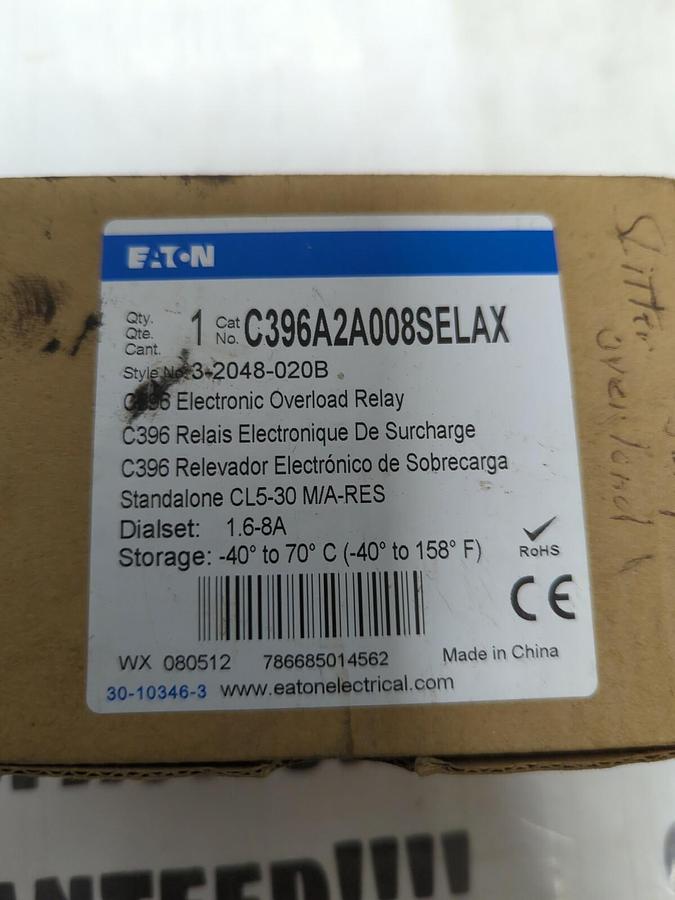 EATON
Qty.
Qte.
Cant.
1 Cat No. C396A2A008SELAX
Style No. 3-2048-020B
C396 Electronic Overload Relay
C396 Relais Electronique De Surcharge
C396 Relevador Electrónico de Sobrecarga
Standalone CL5-30 M/A-RES
Dialset: 1.6-8A
Storage: -40° to 70° C (-40° to 158° F)
RoHS
CE
WX 080512 786685014562 Made in China
30-10346-3 www.eatonelectrical.com